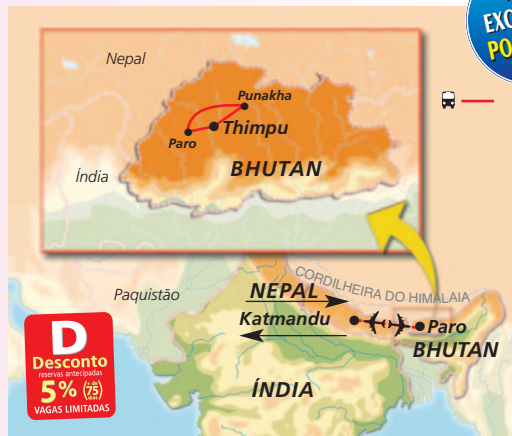 EXC
PO
Nepal
Punakha
Thimpu
Paro
BHUTAN
Índia
CORDILHEIRA DO HIMALAIA
Paquistão
NEPAL
Katmandu
Paro
BHUTAN
ÍNDIA
D
Desconto
reservas antecipadas
5% (+ de 75 dias)
VAGAS LIMITADAS